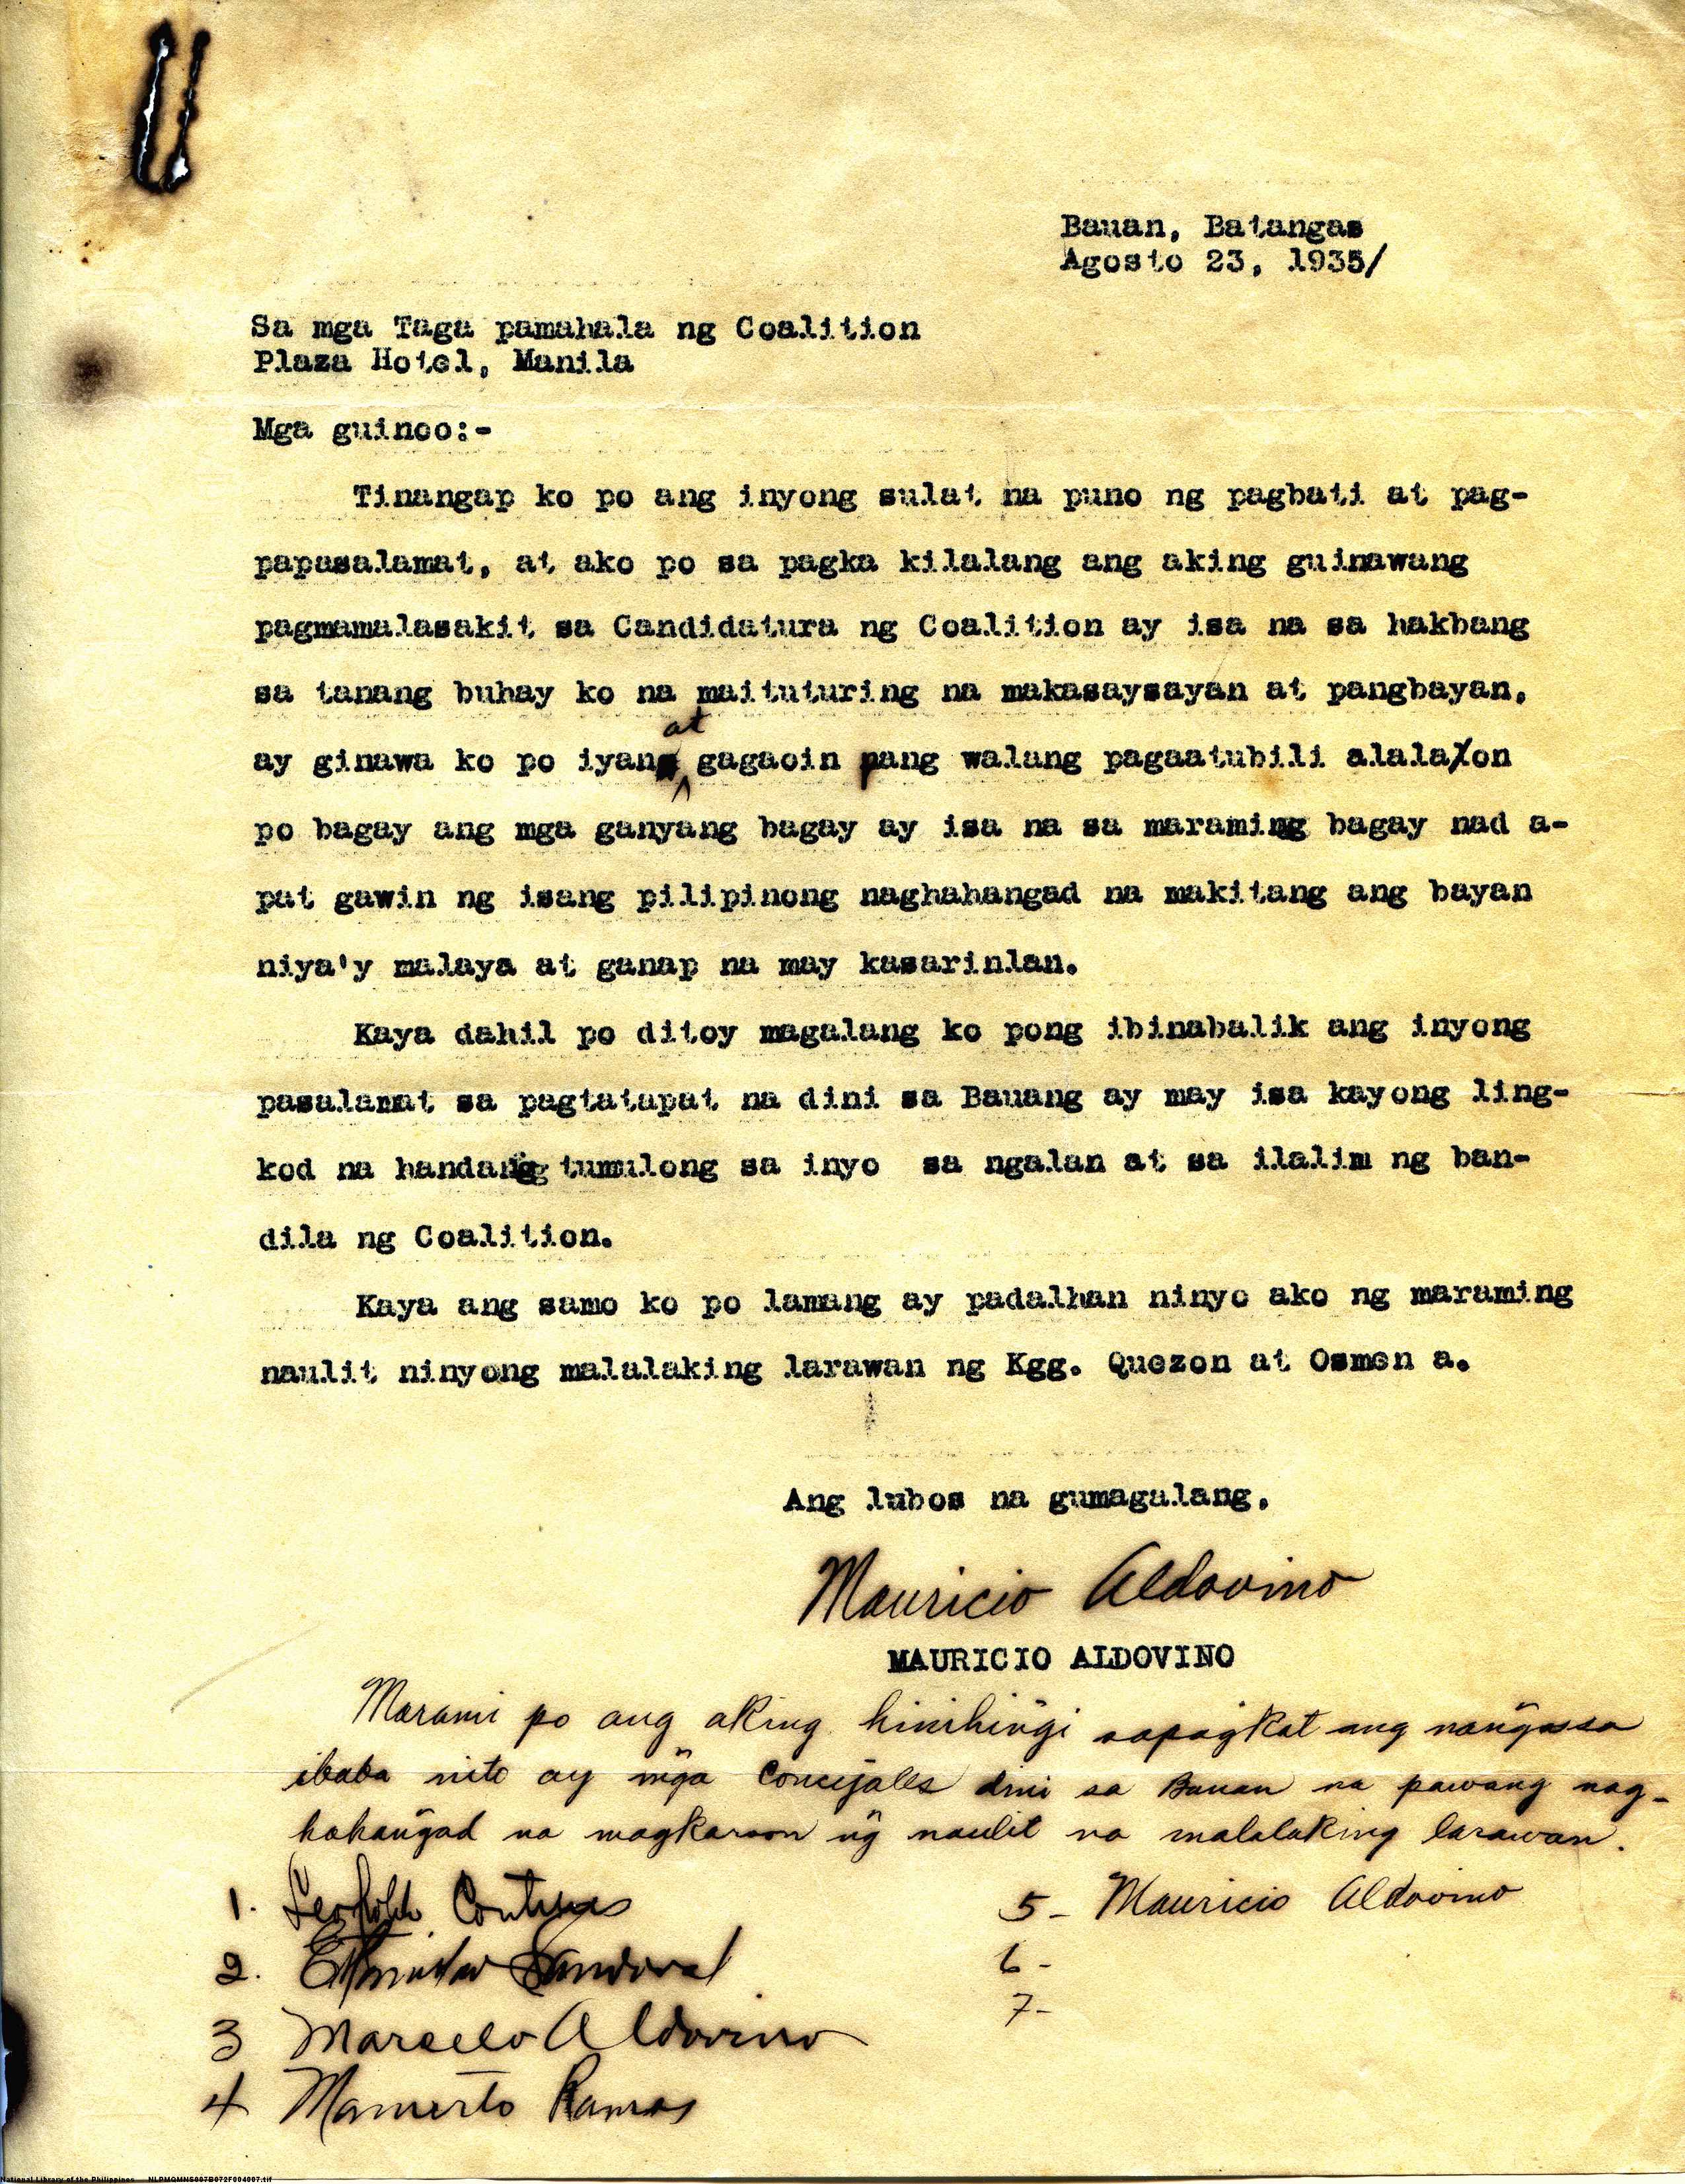 Bauan, Batangas
Agosto 23, 1935/
Sa mga Taga pamahala ng Coalition
Plaza Hotel, Manila
Mga guinoo:-
Tinangap ko po ang inyong sulat na puno ng pagbati at pag-
papasalamat, at ako po sa pagka kilalang ang aking guinawang
pagmamalasakit sa Candidatura ng Coalition ay isa na sa hakbang
sa tanang buhay ko na maituturing na makasaysayan at pangbayan,
at
ay ginawa ko po iyan gagaoin pang walang pagaatubili alala/on
po bagay ang mga ganyang bagay ay isa na sa maraming bagay nad a-
pat gawin ng isang pilipinong naghahangad na makitang ang bayan
niya'y malaya at ganap na may kasarinlan.
Kaya dahil po ditoy magalang ko pong ibinabalik ang inyong
pasalamat sa pagtatapat na dini sa Bauang ay may isa kayong ling-
kod na handang tumulong sa inyo sa ngalan at sa ilalim ng ban-
dila ng Coalition.
Kaya ang samo ko po lamang ay padalhan ninyo ako ng maraming
naulit ninyong malalaking larawan ng Kgg. Quezon at Osmen a.
Ang lubos na gumagalang,
Mauricio Aldovino
MAURICIO ALDOVINO
Marami po ang aking hinihingi sapagkat ang nangasa
ibaba nito ay mga Concejales dini sa Bauan na pawang nag-
hahangad na magkaroon ng naulit na malalaking larawan.
1. Contreras
2. Sandoval
3 Marcelo Aldovino
4 Mamerto Ramos
5- Mauricio Aldovino
6-
7-
National Library of the Philippines NLPMQMNS007B072F004007.tif